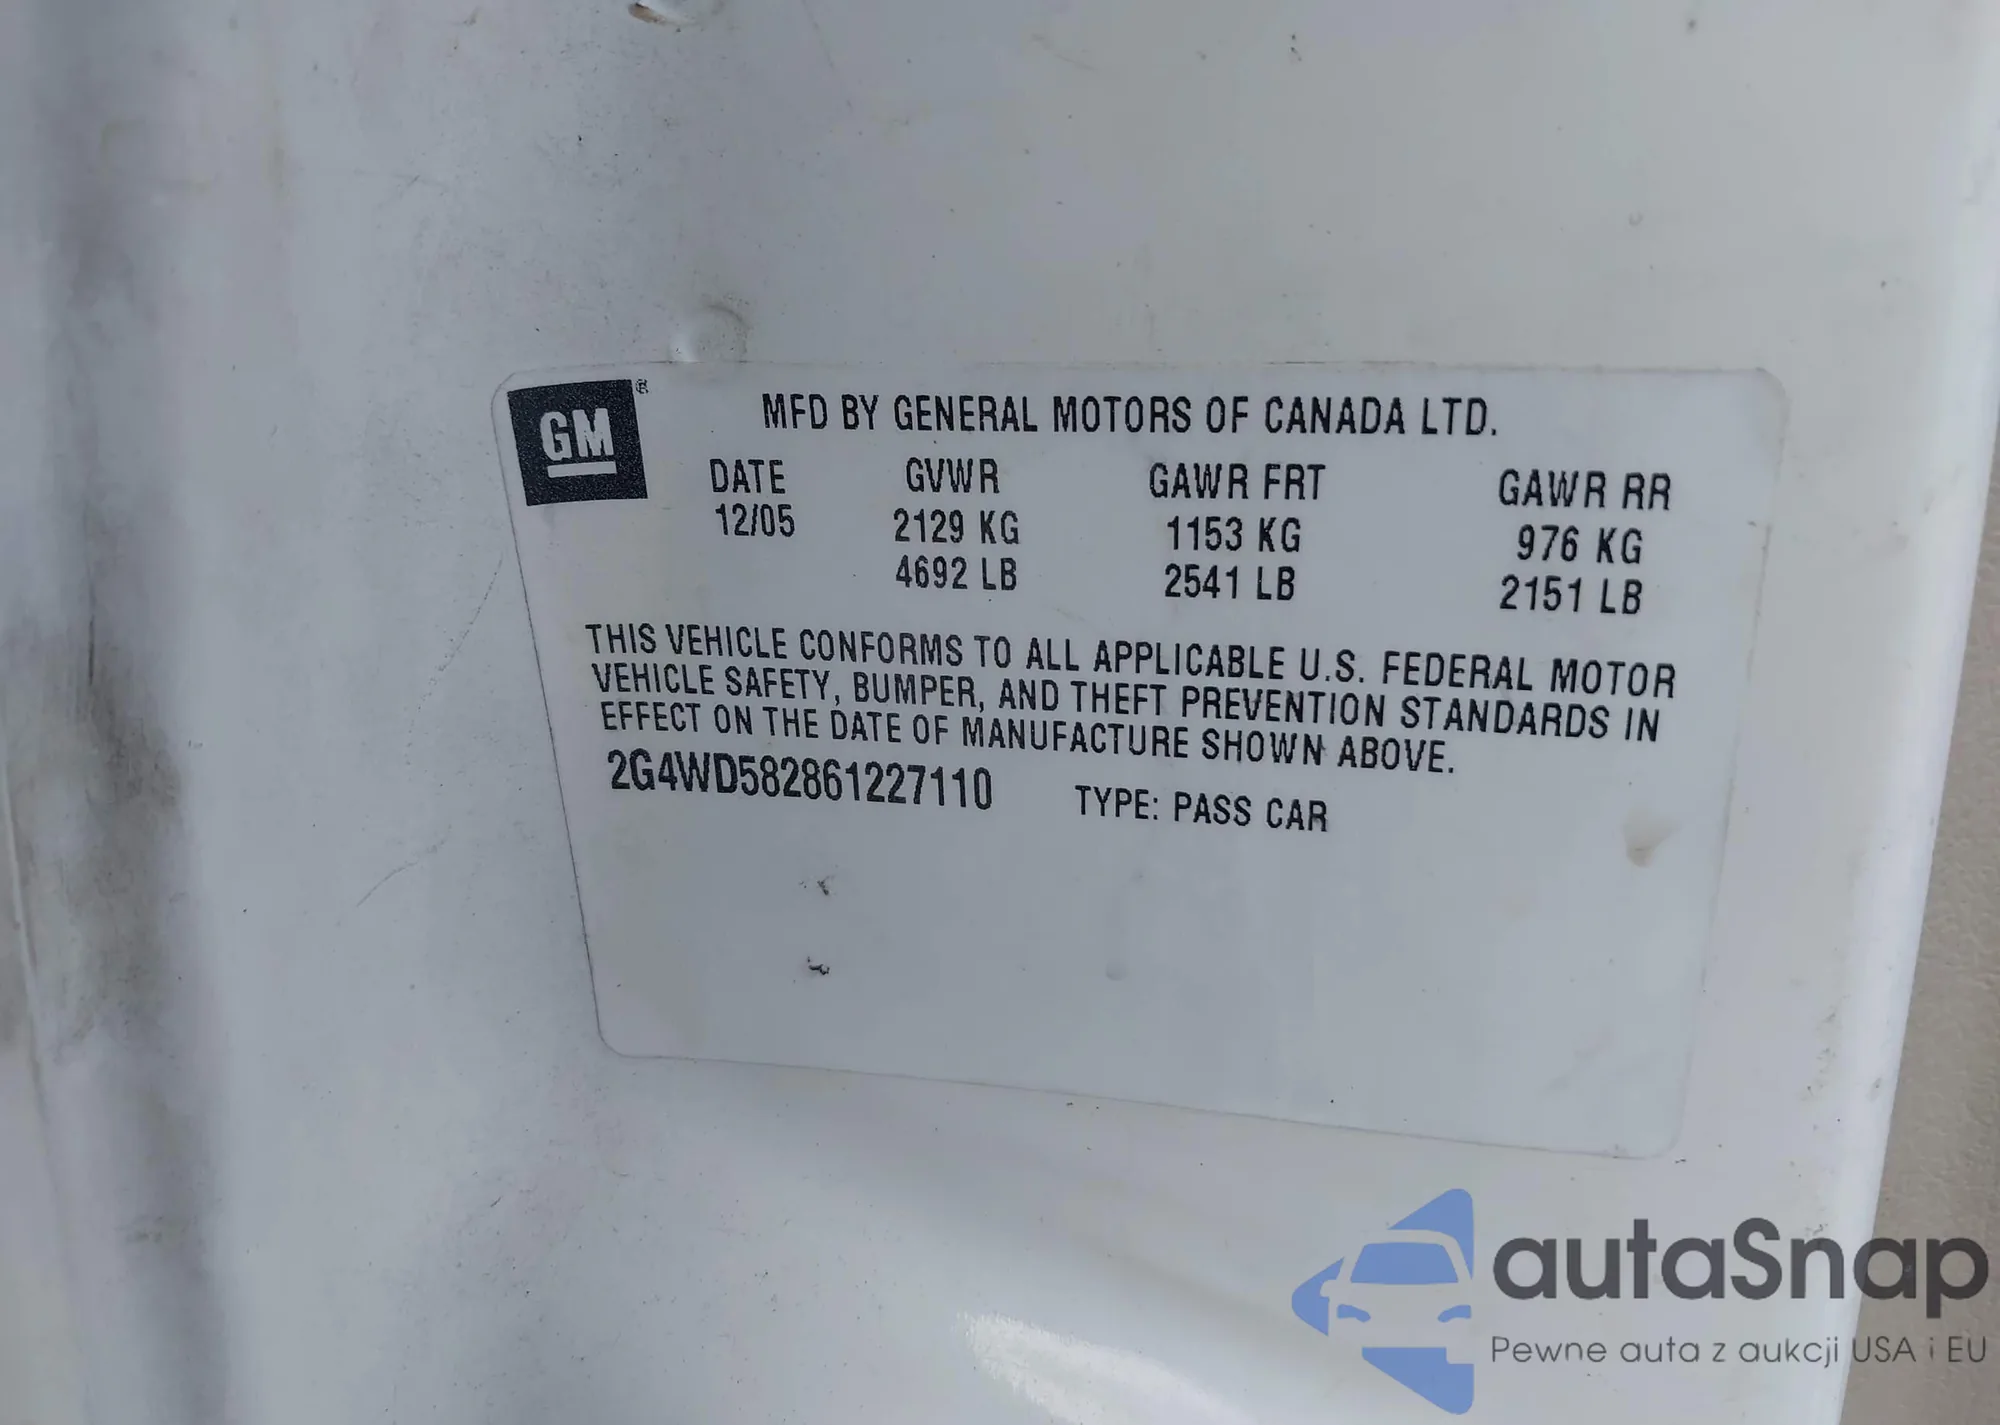 GM ®
MFD BY GENERAL MOTORS OF CANADA LTD.
DATE GVWR GAWR FRT GAWR RR
12/05 2129 KG 1153 KG 976 KG
4692 LB 2541 LB 2151 LB
THIS VEHICLE CONFORMS TO ALL APPLICABLE U.S. FEDERAL MOTOR
VEHICLE SAFETY, BUMPER, AND THEFT PREVENTION STANDARDS IN
EFFECT ON THE DATE OF MANUFACTURE SHOWN ABOVE.
2G4WD582861227110 TYPE: PASS CAR
autaSnap
Pewne auta z aukcji USA i EU